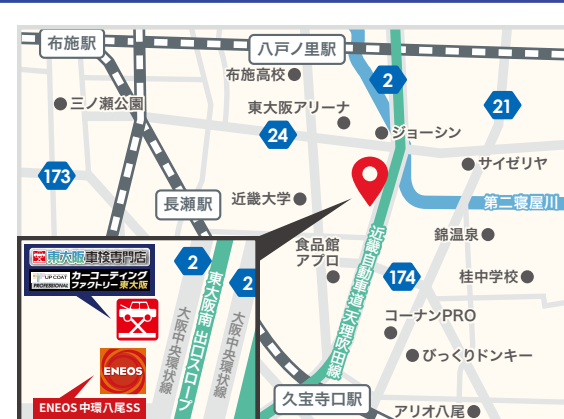 布施駅
八戸ノ里駅
布施高校
2
三ノ瀬公園
東大阪アリーナ
21
24
ジョーシン
サイゼリヤ
173
長瀬駅
近畿大学
第二寝屋川
近畿自動車道 天理吹田線
錦温泉
食品館
アプロ
174
桂中学校
コーナンPRO
びっくりドンキー
久宝寺口駅
アリオ八尾
東大阪車検専門店
UP COAT
PROFESSIONAL
カーコーティング
ファクトリー東大阪
2
2
大阪中央環状線
東大阪南 出口スロープ
大阪中央環状線
ENEOS
ENEOS 中環八尾SS